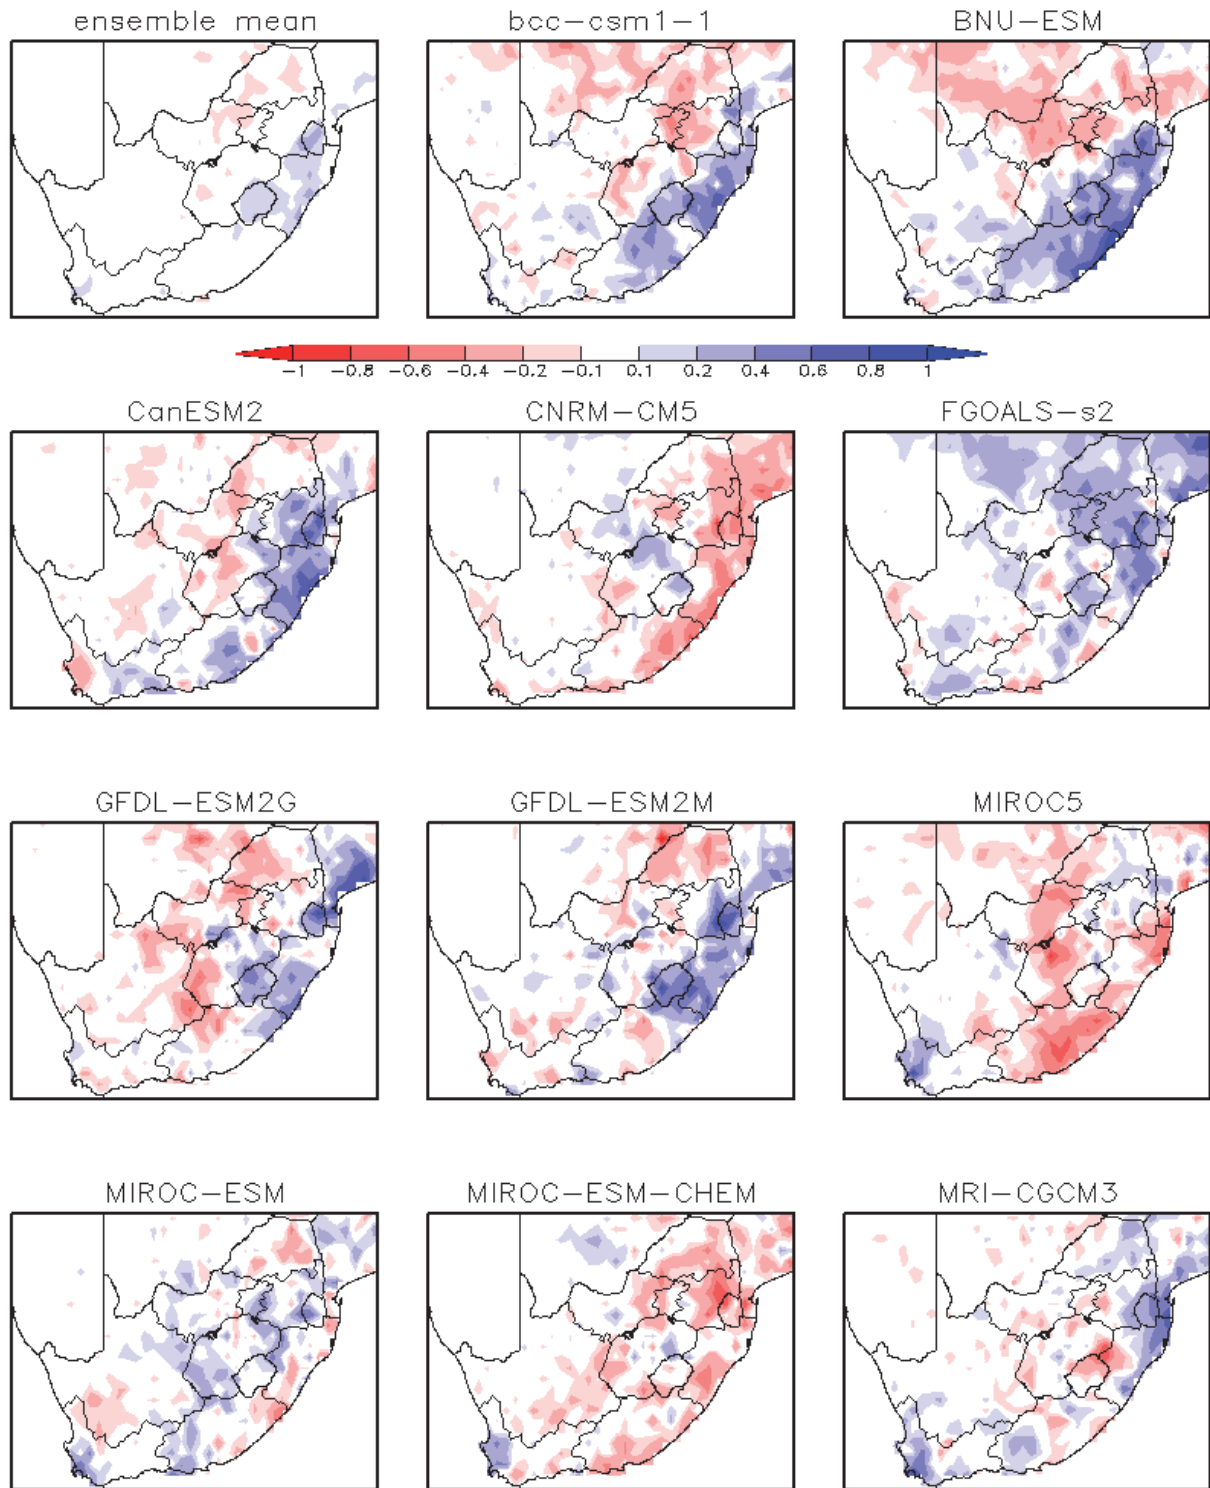 ensemble mean bcc-csm1-1 BNU-ESM
-1 -0.8 -0.6 -0.4 -0.2 -0.1 0.1 0.2 0.4 0.6 0.8 1
CanESM2 CNRM-CM5 FGOALS-s2
GFDL-ESM2G GFDL-ESM2M MIROC5
MIROC-ESM MIROC-ESM-CHEM MRI-CGCM3